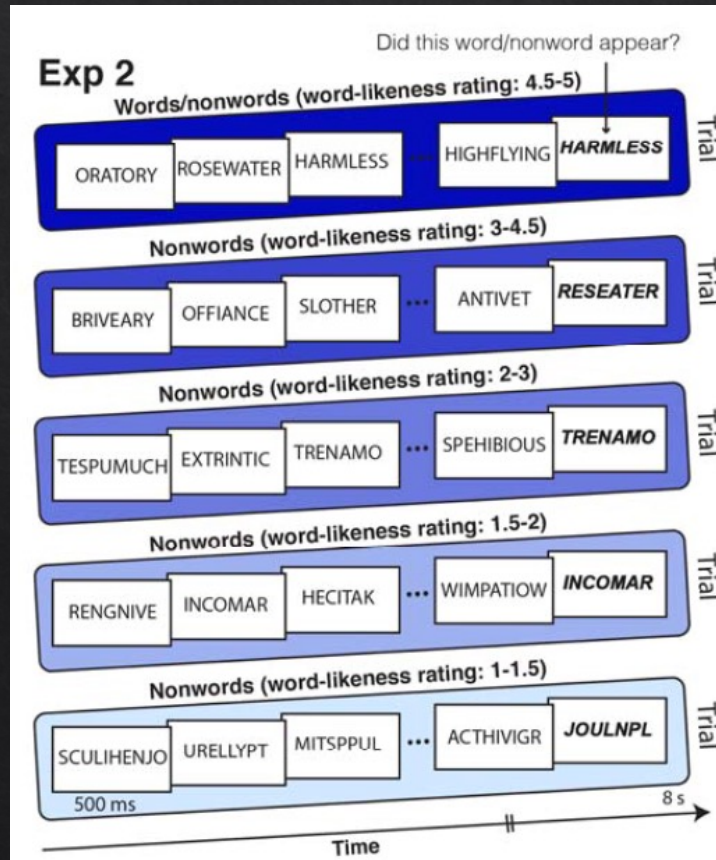 Did this word/nonword appear?
Exp 2
Words/nonwords (word-likeness rating: 4.5-5)
ORATORY ROSEWATER HARMLESS ... HIGHFLYING HARMLESS
Trial
Nonwords (word-likeness rating: 3-4.5)
BRIVEARY OFFIANCE SLOTHER ... ANTIVET RESEATER
Trial
Nonwords (word-likeness rating: 2-3)
TESPUMUCH EXTRINTIC TRENAMO ... SPEHIBIOUS TRENAMO
Trial
Nonwords (word-likeness rating: 1.5-2)
RENGNIVE INCOMAR HECITAK ... WIMPATIOW INCOMAR
Trial
Nonwords (word-likeness rating: 1-1.5)
SCULIHENJO URELLYPT MITSPPUL ... ACTHIVIGR JOULNPL
Trial
500 ms 8 s
Time